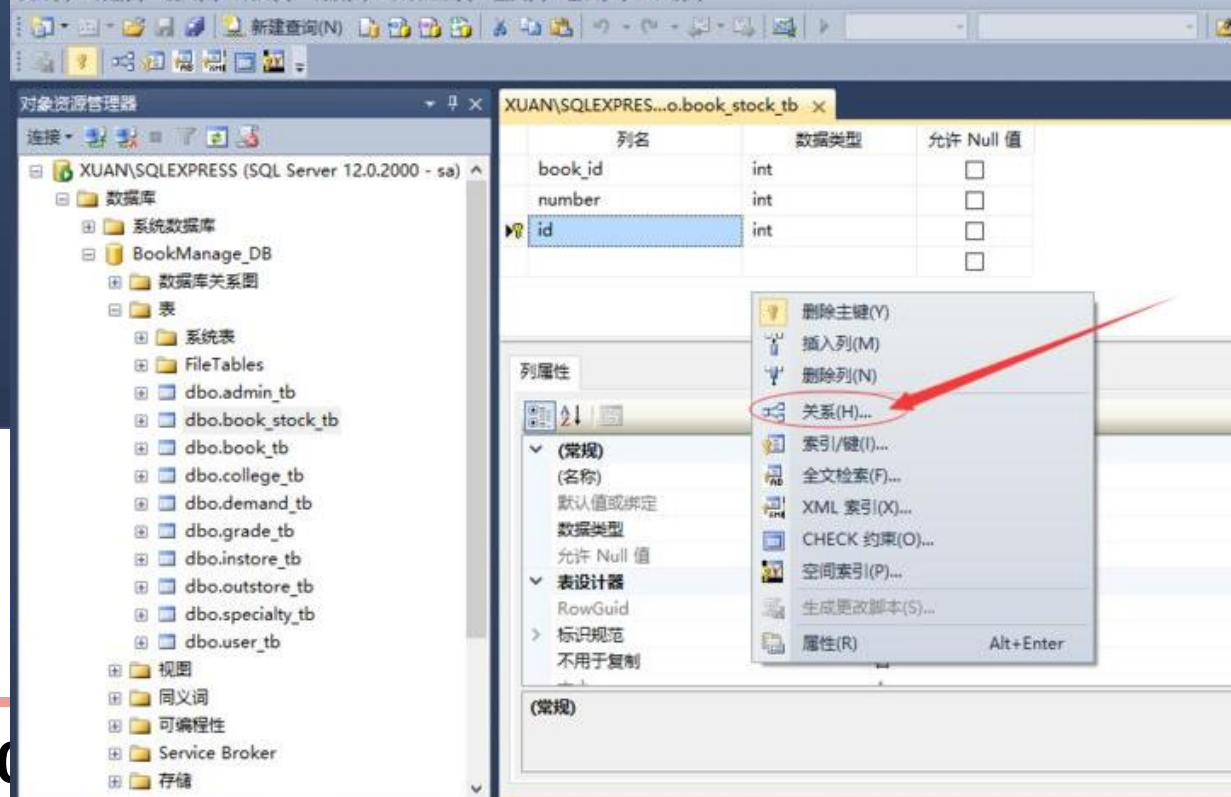 新建查询(N)
对象资源管理器
连接
XUAN\SQLEXPRESS (SQL Server 12.0.2000 - sa)
数据库
系统数据库
BookManage_DB
数据库关系图
表
系统表
FileTables
dbo.admin_tb
dbo.book_stock_tb
dbo.book_tb
dbo.college_tb
dbo.demand_tb
dbo.grade_tb
dbo.instore_tb
dbo.outstore_tb
dbo.specialty_tb
dbo.user_tb
视图
同义词
可编程性
Service Broker
存储
XUAN\SQLEXPRES...o.book_stock_tb
列名 数据类型 允许 Null 值
book_id int
number int
id int
列属性
(常规)
(名称)
默认值或绑定
数据类型
允许 Null 值
表设计器
RowGuid
标识规范
不用于复制
(常规)
删除主键(Y)
插入列(M)
删除列(N)
关系(H)...
索引/键(I)...
全文检索(F)...
XML 索引(X)...
CHECK 约束(O)...
空间索引(P)...
生成更改脚本(S)...
属性(R) Alt+Enter